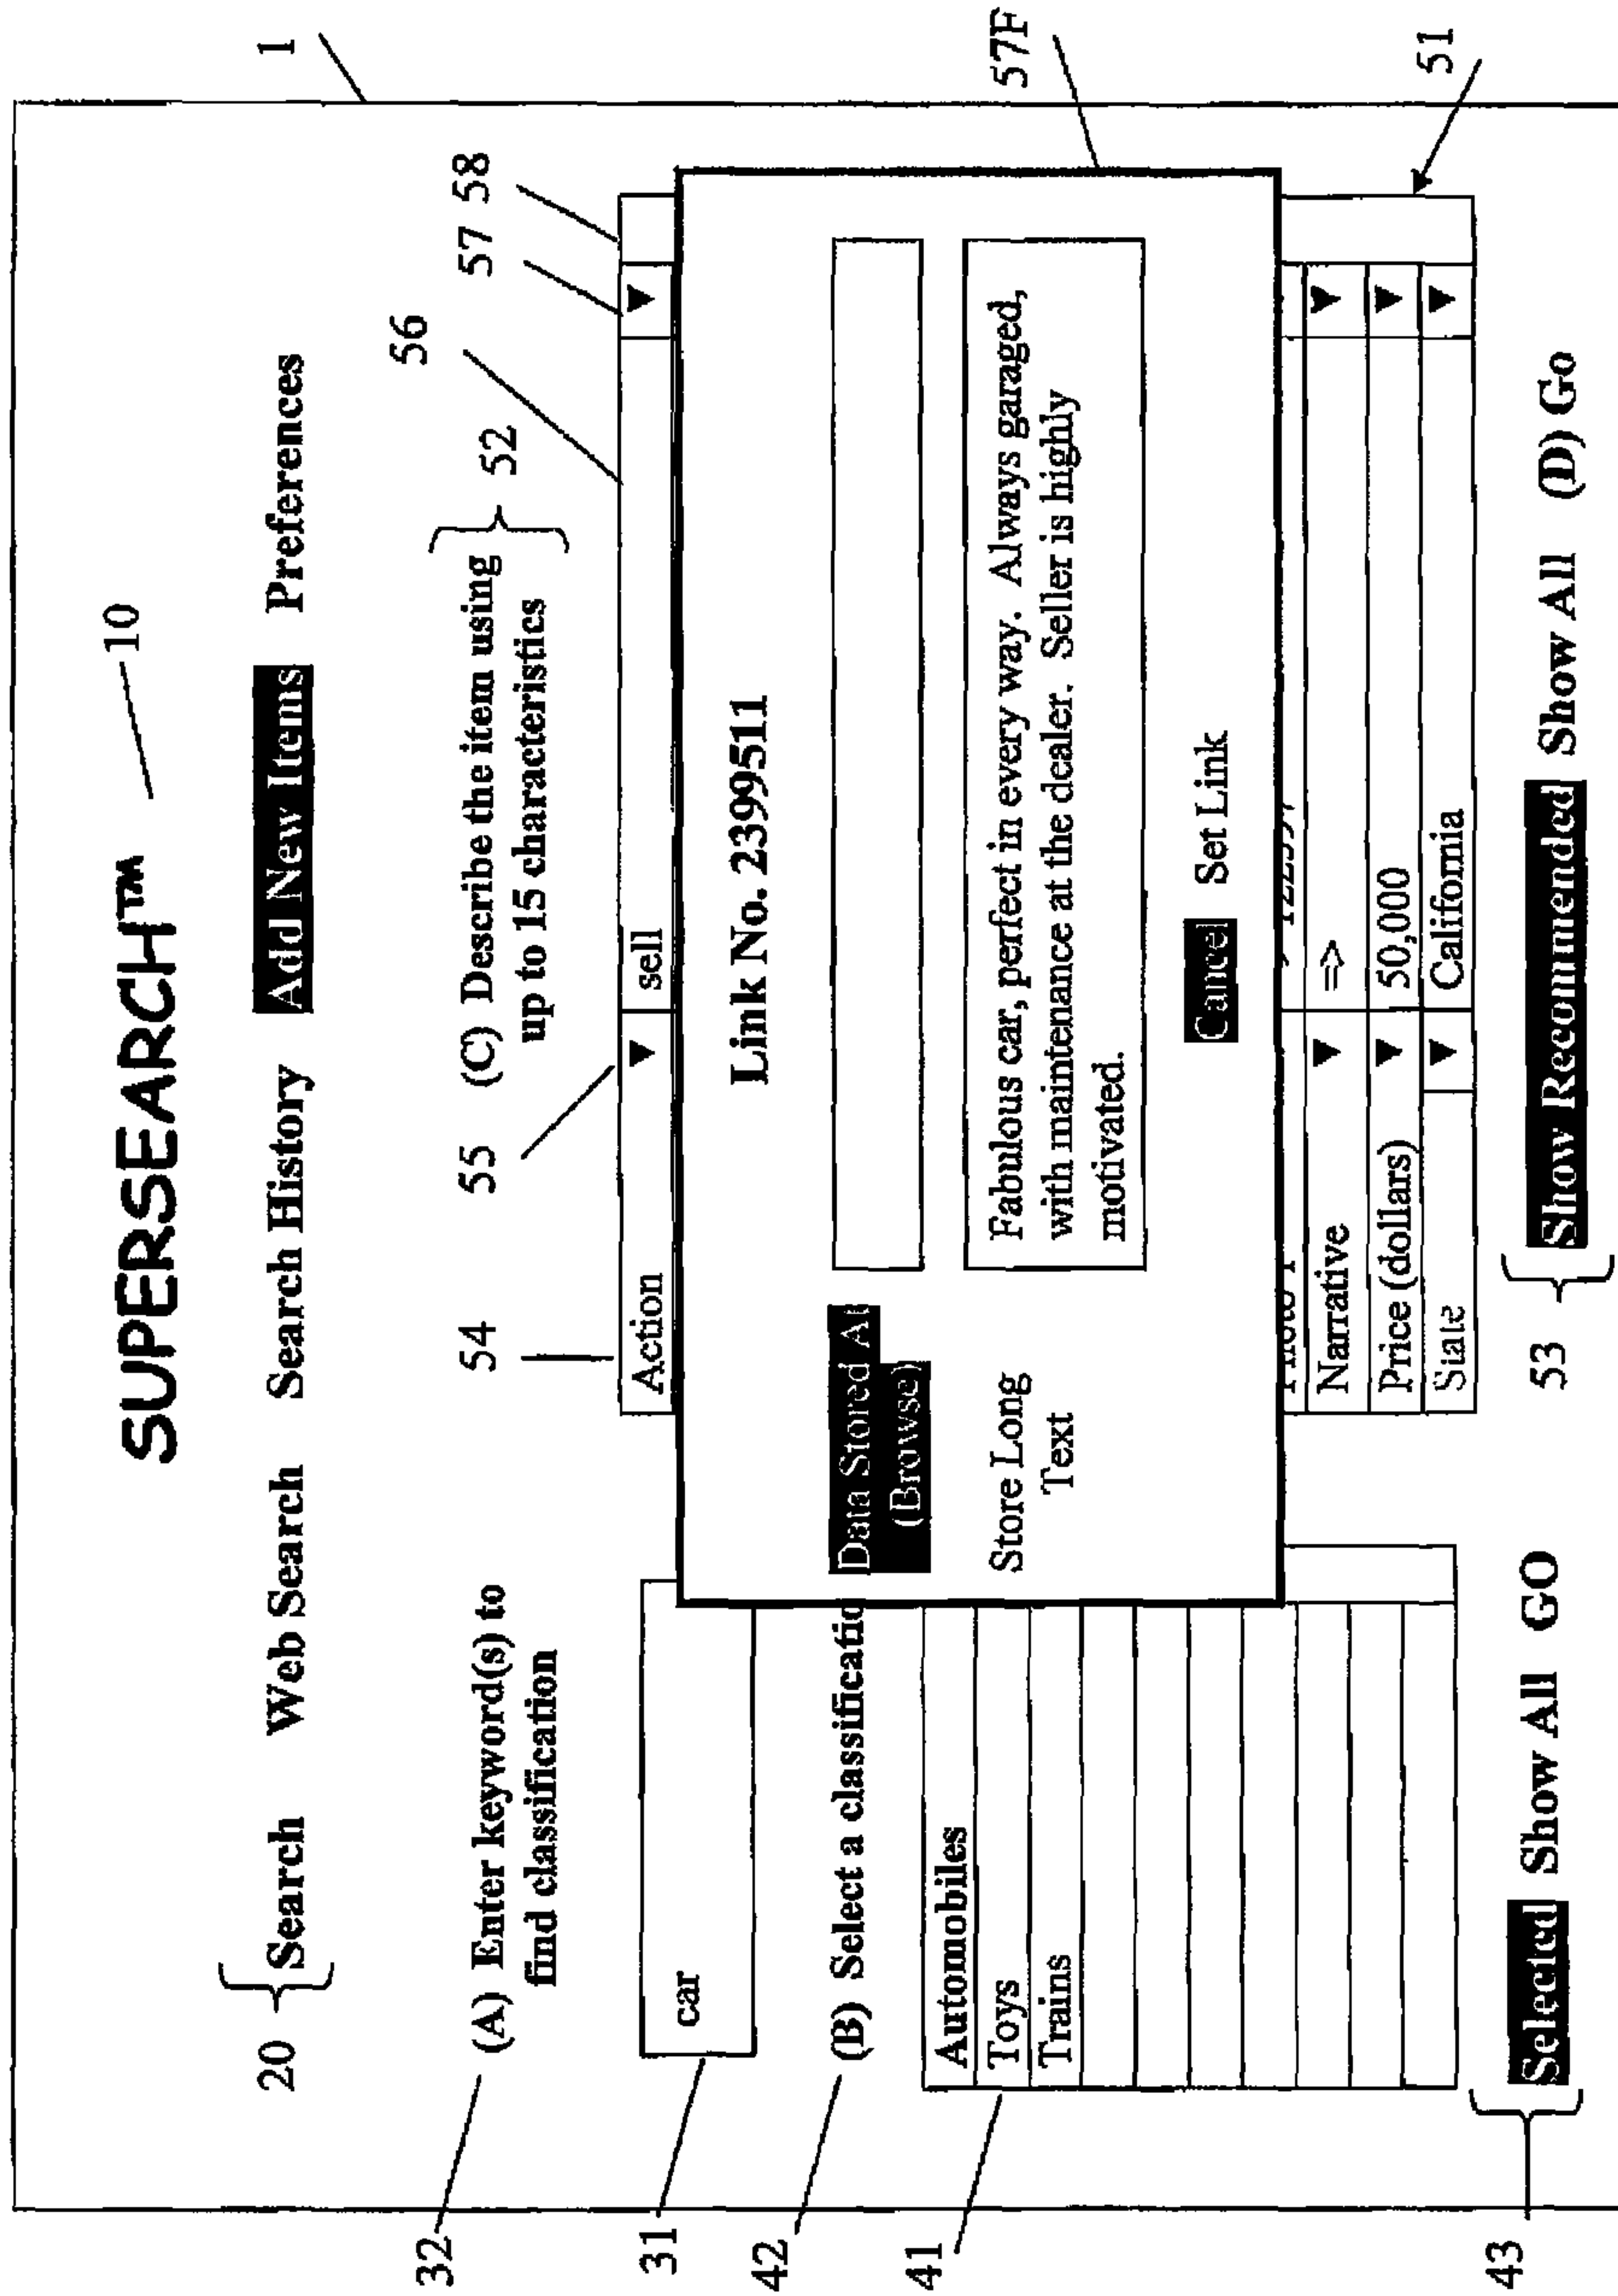 1
SUPERSEARCH™
10
20
Search Web Search Search History Add New Items Preferences
32
(A) Enter keyword(s) to
find classification
(C) Describe the item using
up to 15 characteristics
52
54
55
56
57
58
31
car
Action ▼ sell ▼
42
(B) Select a classificatio
41
Automobiles
Toys
Trains
Link No. 2399511
57F
Data Stored At
(Browse)
Store Long
Text
Fabulous car, perfect in every way. Always garaged,
with maintenance at the dealer. Seller is highly
motivated.
Cancel Set Link
Narrative ▼ => ▼
Price (dollars) ▼ 50,000 ▼
State ▼ California ▼
51
43
Selected Show All GO
53
Show Recommended Show All (D) Go